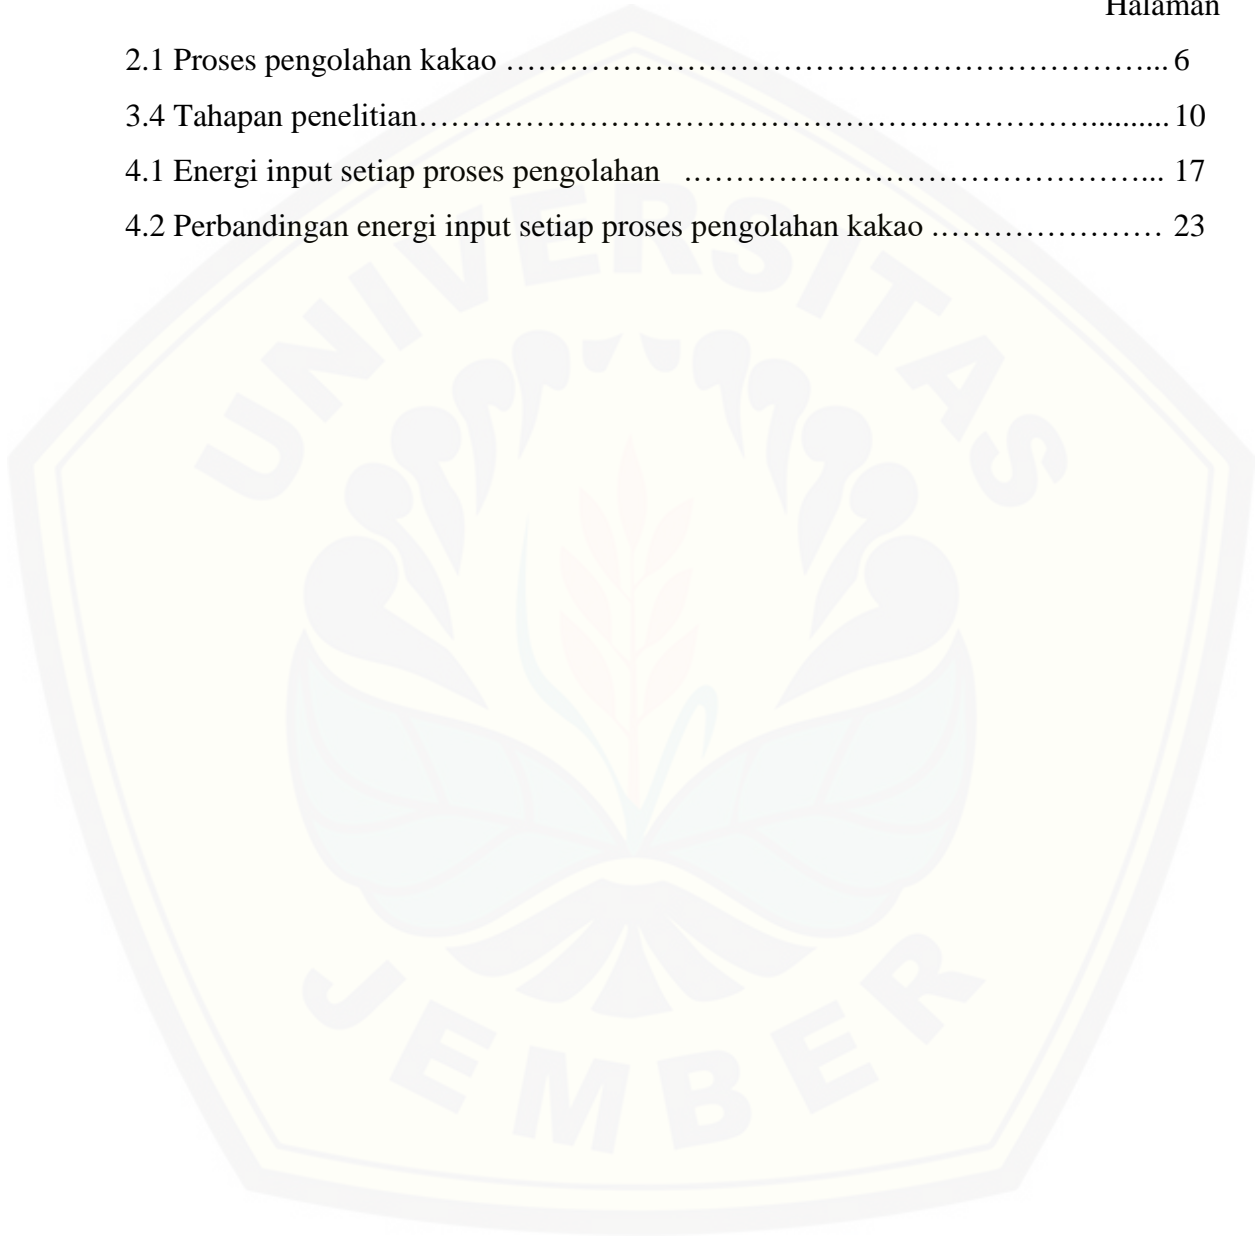 Halaman
2.1 Proses pengolahan kakao ………………………………………………………... 6
3.4 Tahapan penelitian………………………………………………………….......... 10
4.1 Energi input setiap proses pengolahan ………………………………………... 17
4.2 Perbandingan energi input setiap proses pengolahan kakao ………………… 23
UNIVERSITAS
JEMBER